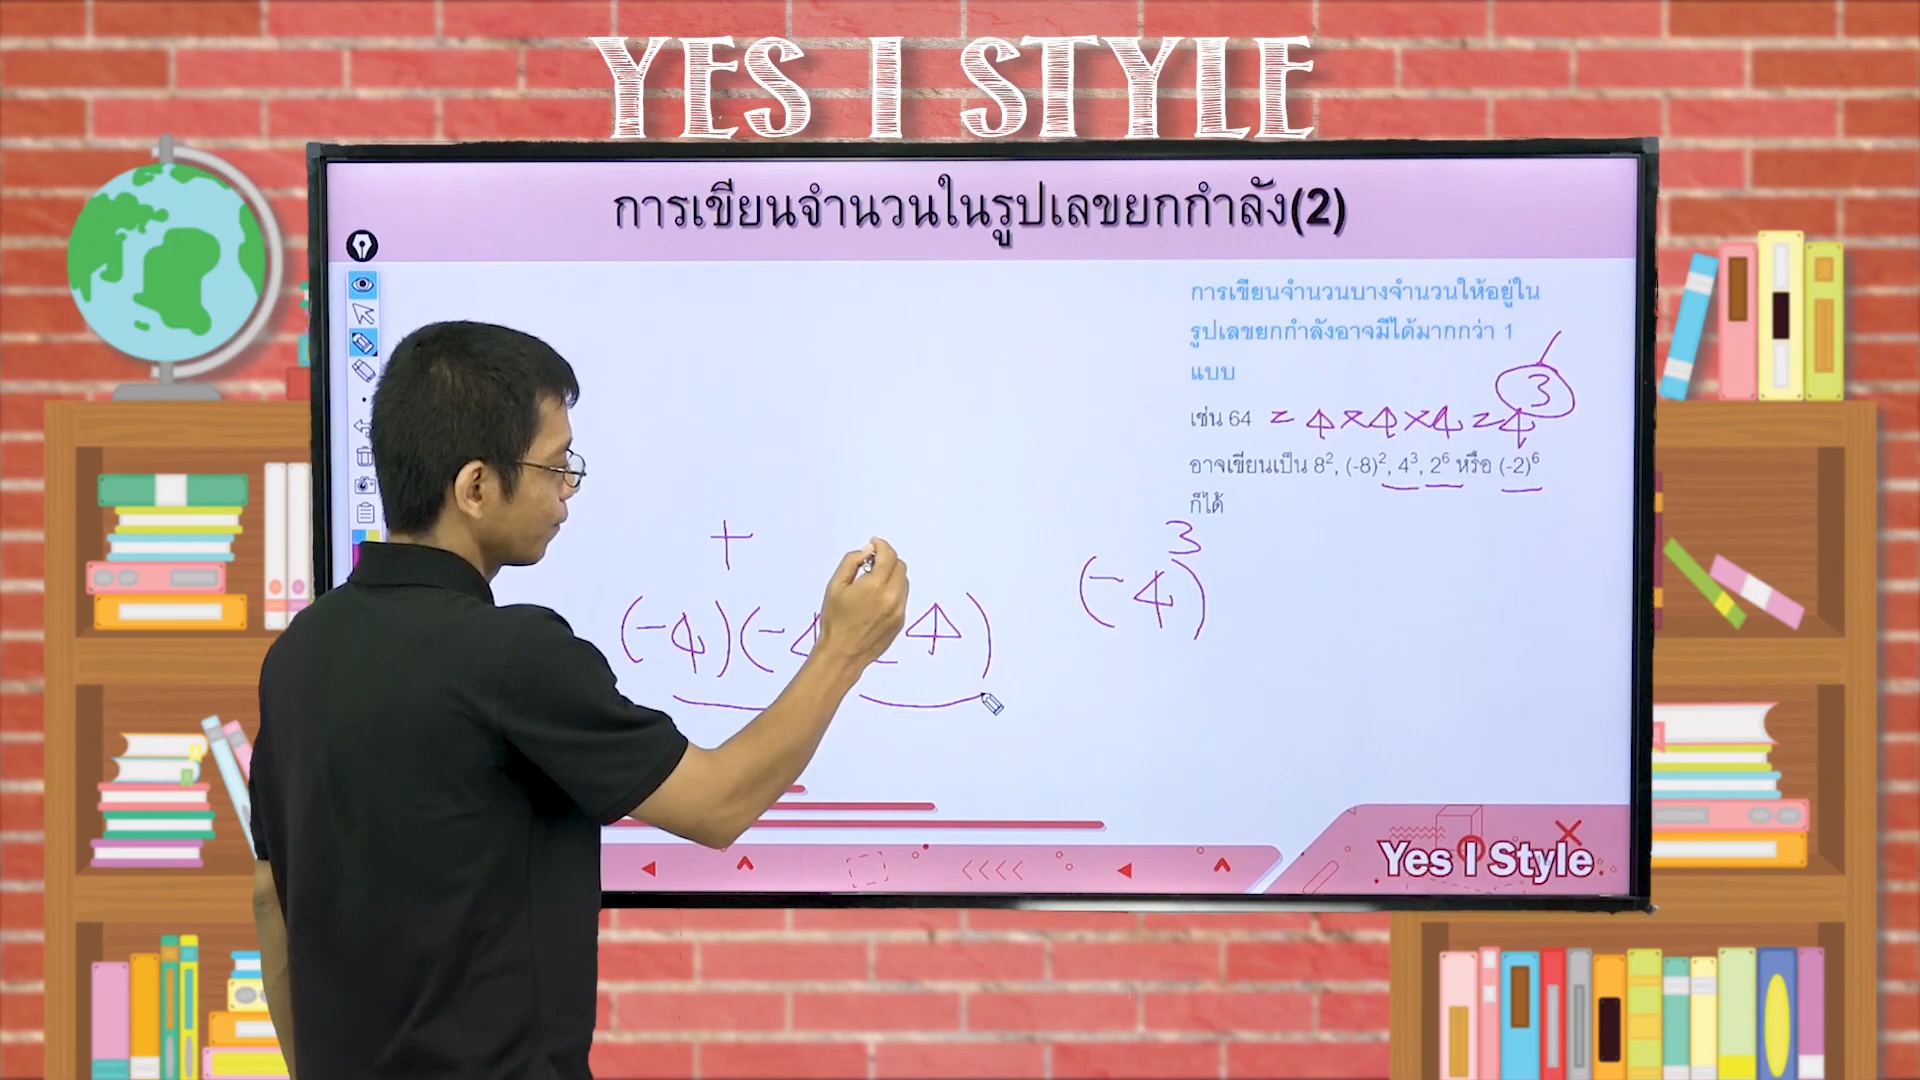 YES I STYLE
การเขียนจำนวนในรูปเลขยกกำลัง(2)
การเขียนจำนวนบางจำนวนให้อยู่ใน
รูปเลขยกกำลังอาจมีได้มากกว่า 1
แบบ
เช่น 64 = 4 × 4 × 4 = 4³
อาจเขียนเป็น 8², (-8)², 4³, 2⁶ หรือ (-2)⁶
ก็ได้
+
(-4)(-4 4)
(-4)³
Yes I Style